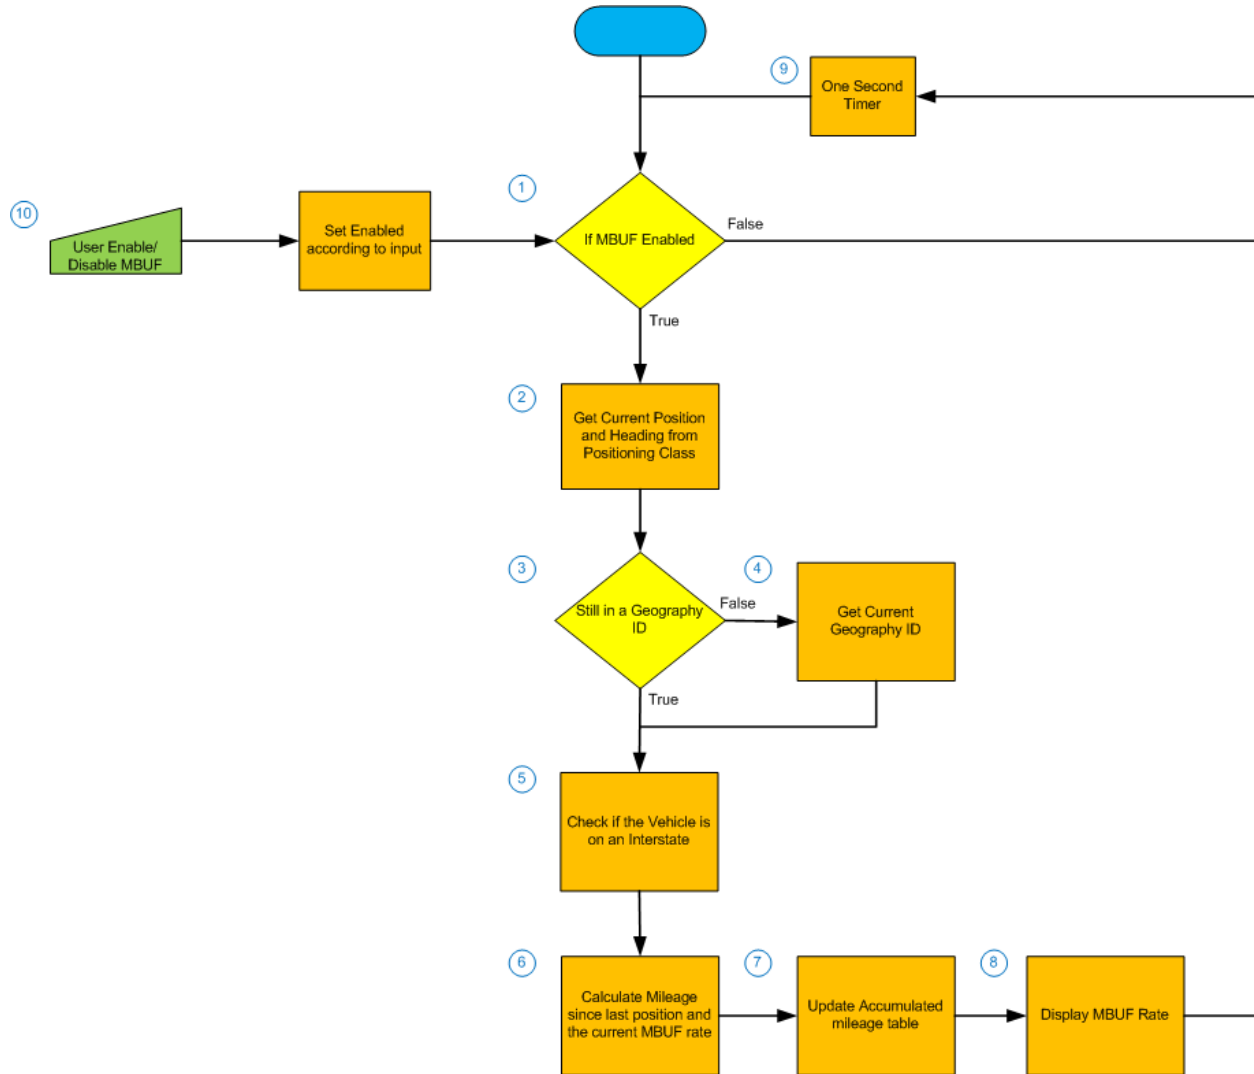 9
One Second
Timer
1
10
User Enable/
Disable MBUF
Set Enabled
according to input
If MBUF Enabled
False
True
2
Get Current Position
and Heading from
Positioning Class
3
Still in a Geography
ID
False
True
4
Get Current
Geography ID
5
Check if the Vehicle is
on an Interstate
6
Calculate Mileage
since last position and
the current MBUF rate
7
Update Accumulated
mileage table
8
Display MBUF Rate